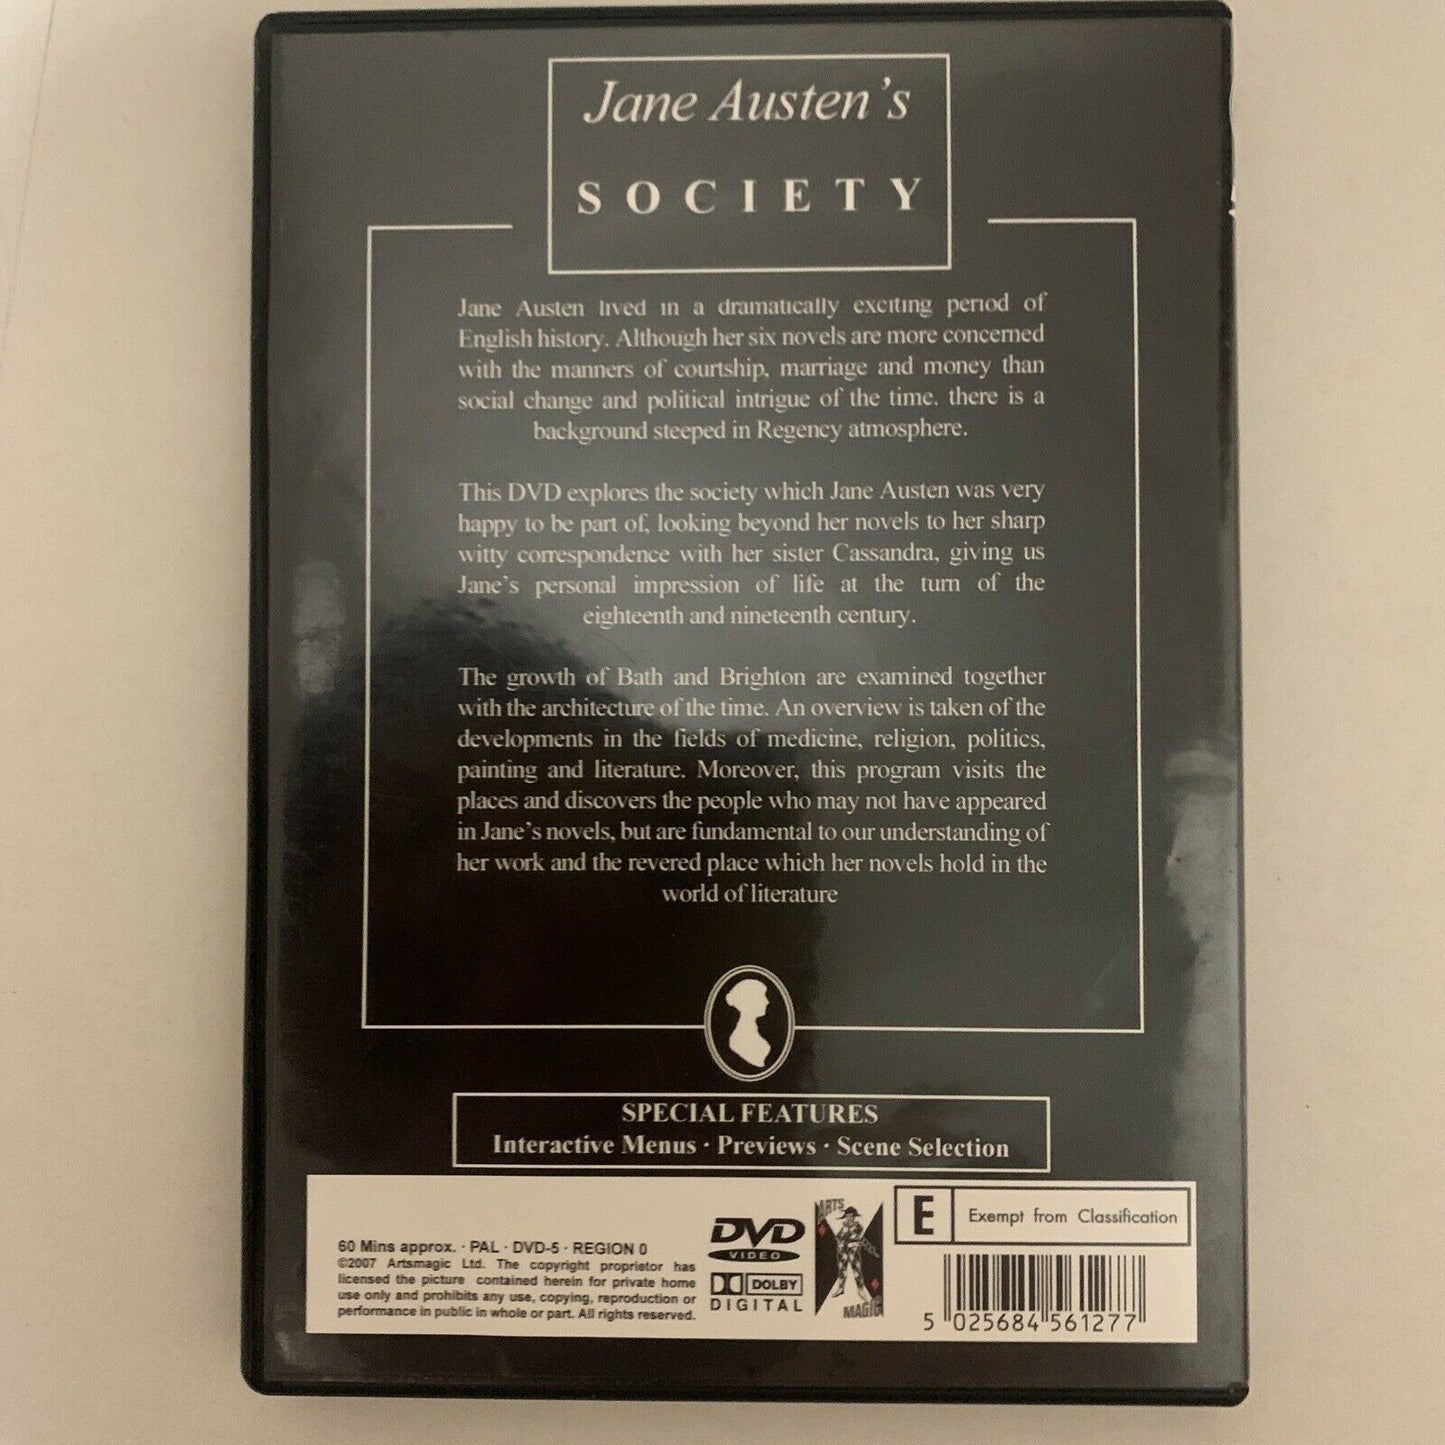 Jane Austen's
SOCIETY
Jane Austen lived in a dramatically exciting period of
English history. Although her six novels are more concerned
with the manners of courtship, marriage and money than
social change and political intrigue of the time. there is a
background steeped in Regency atmosphere.
This DVD explores the society which Jane Austen was very
happy to be part of, looking beyond her novels to her sharp
witty correspondence with her sister Cassandra, giving us
Jane's personal impression of life at the turn of the
eighteenth and nineteenth century.
The growth of Bath and Brighton are examined together
with the architecture of the time. An overview is taken of the
developments in the fields of medicine, religion, politics,
painting and literature. Moreover, this program visits the
places and discovers the people who may not have appeared
in Jane's novels, but are fundamental to our understanding of
her work and the revered place which her novels hold in the
world of literature
SPECIAL FEATURES
Interactive Menus · Previews · Scene Selection
60 Mins approx. · PAL · DVD-5 · REGION 0
©2007 Artsmagic Ltd. The copyright proprietor has
licensed the picture contained herein for private home
use only and prohibits any use, copying, reproduction or
performance in public in whole or part. All rights reserved.
DVD
VIDEO
DOLBY
DIGITAL
ARTS
MAGIC
E Exempt from Classification
5 025684 561277